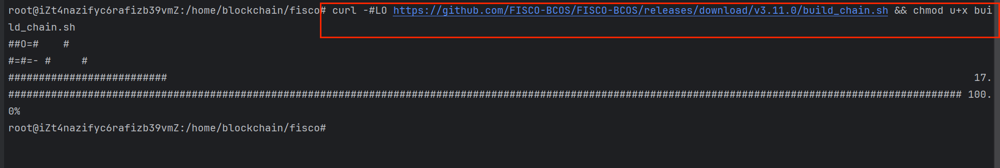 root@iZt4nazifyc6rafizb39vmZ:/home/blockchain/fisco# curl -#LO https://github.com/FISCO-BCOS/FISCO-BCOS/releases/download/v3.11.0/build_chain.sh && chmod u+x bui
ld_chain.sh
##O=#    #
#=#=- #     #
########################## 17.
############################################################################################################################################################ 100.
0%
root@iZt4nazifyc6rafizb39vmZ:/home/blockchain/fisco#